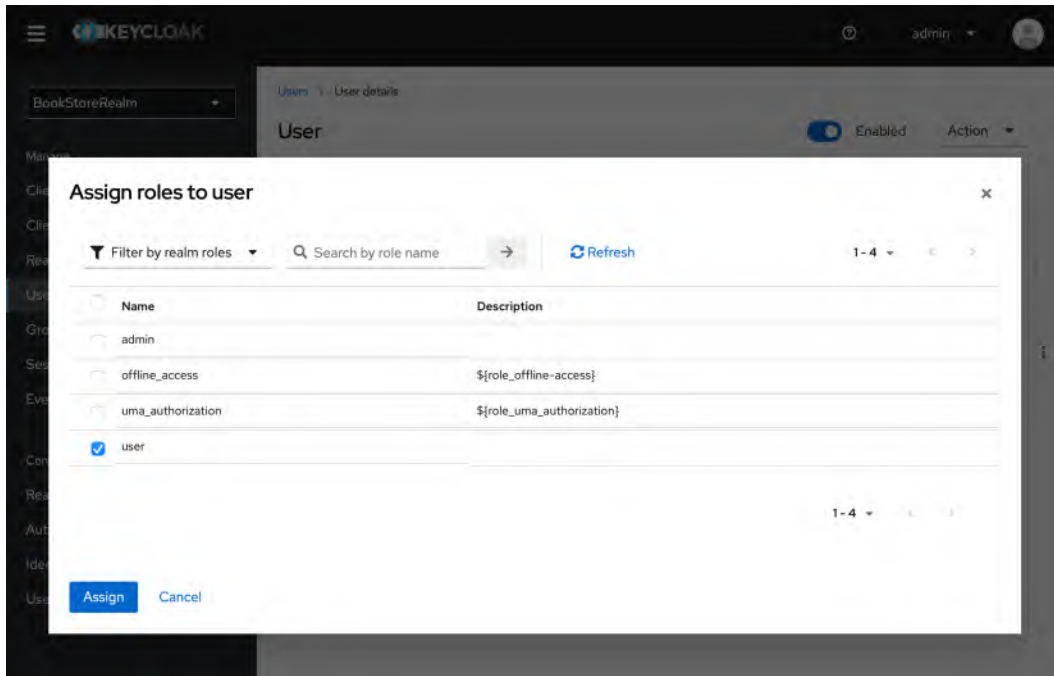 KEYCLOAK
admin
BookStoreRealm
Users > User details
User
Enabled
Action
Assign roles to user
Filter by realm roles
Search by role name
Refresh
1 - 4
Name Description
admin
offline_access ${role_offline-access}
uma_authorization ${role_uma_authorization}
user
1 - 4
Assign Cancel